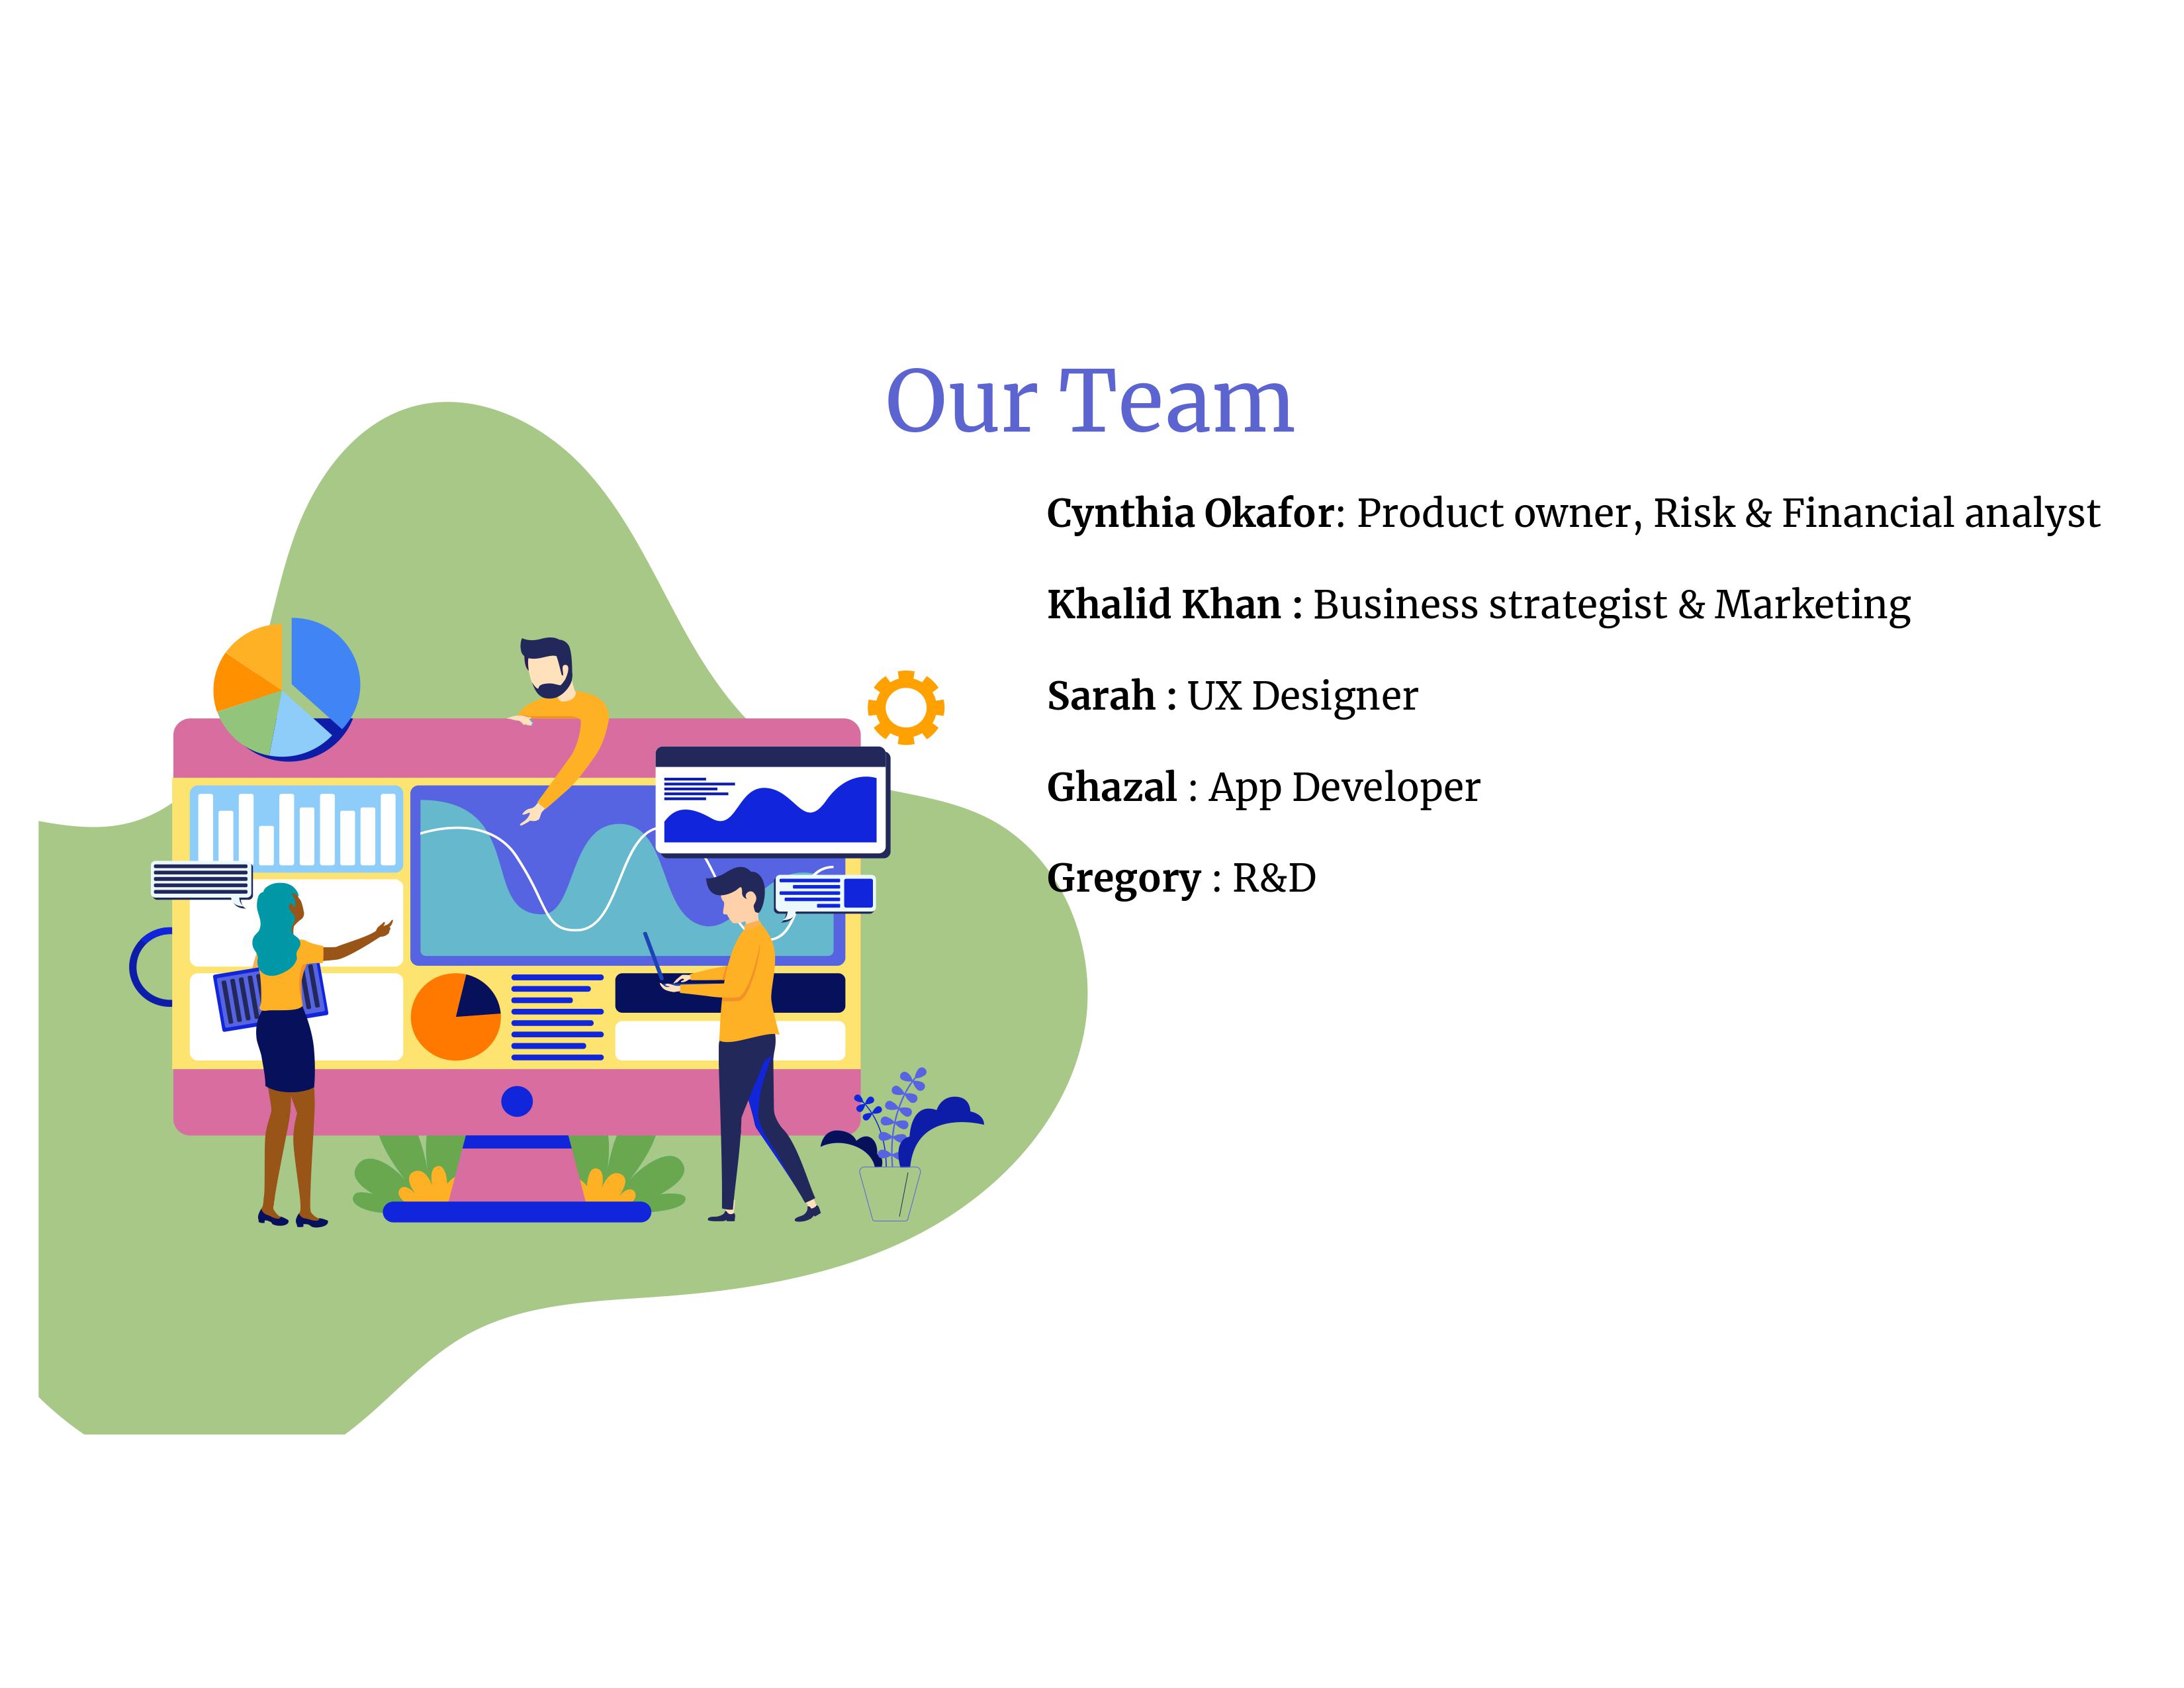 Our Team
Cynthia Okafor: Product owner, Risk & Financial analyst
Khalid Khan : Business strategist & Marketing
Sarah : UX Designer
Ghazal : App Developer
Gregory : R&D